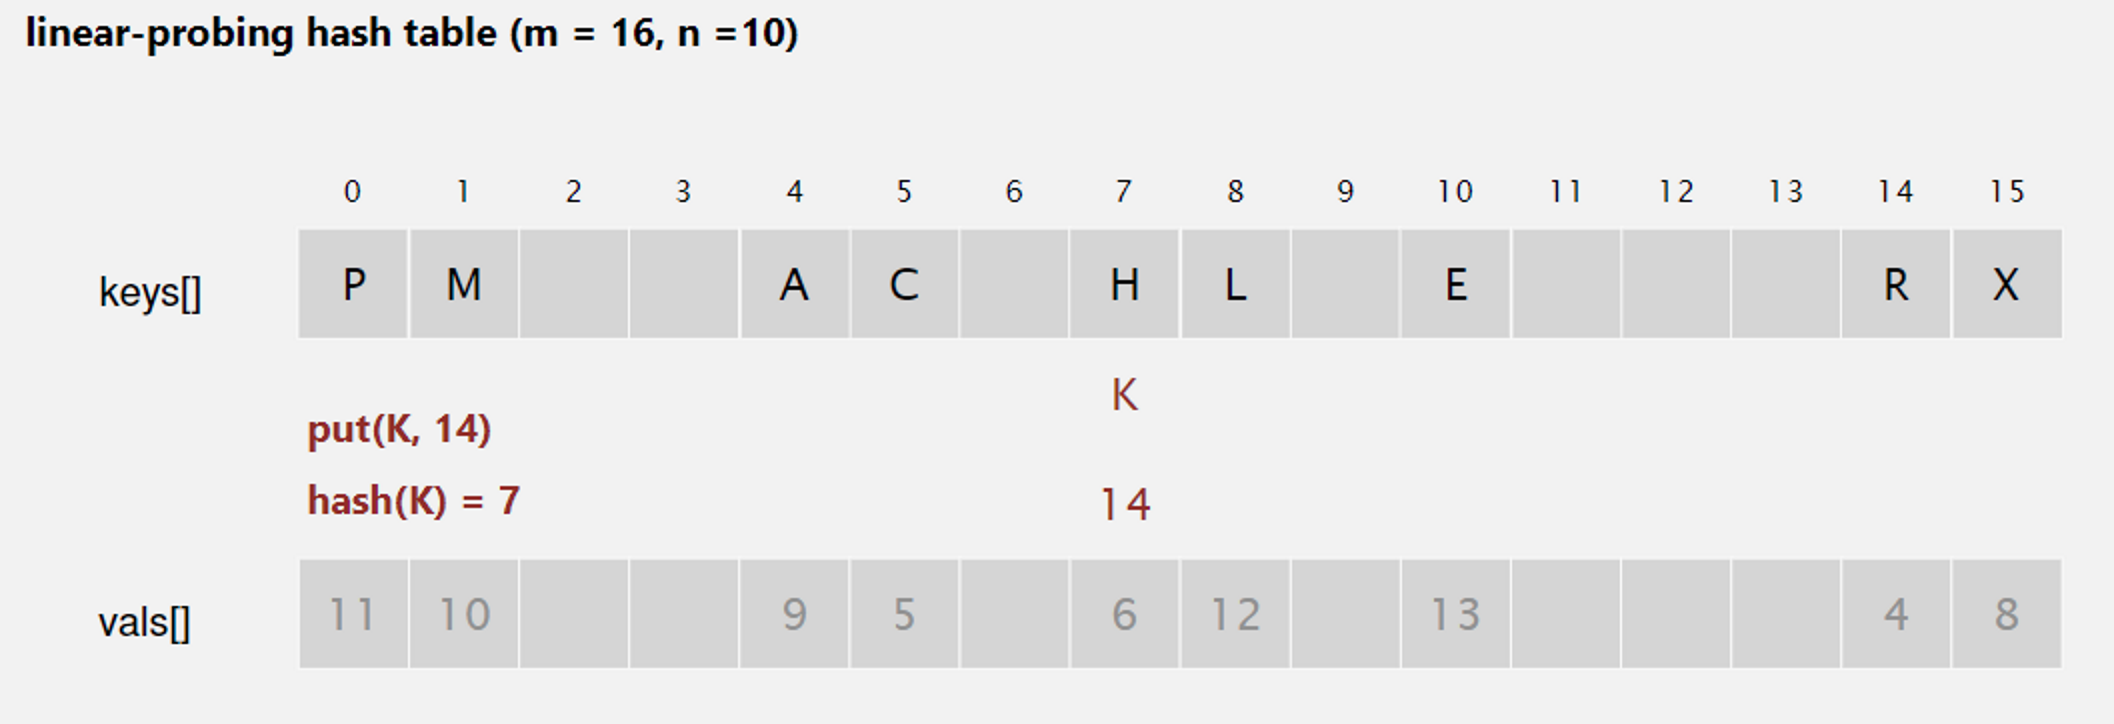 linear-probing hash table (m = 16, n =10)
0 1 2 3 4 5 6 7 8 9 10 11 12 13 14 15
keys[] P M A C H L E R X
K
put(K, 14)
hash(K) = 7
14
vals[] 11 10 9 5 6 12 13 4 8